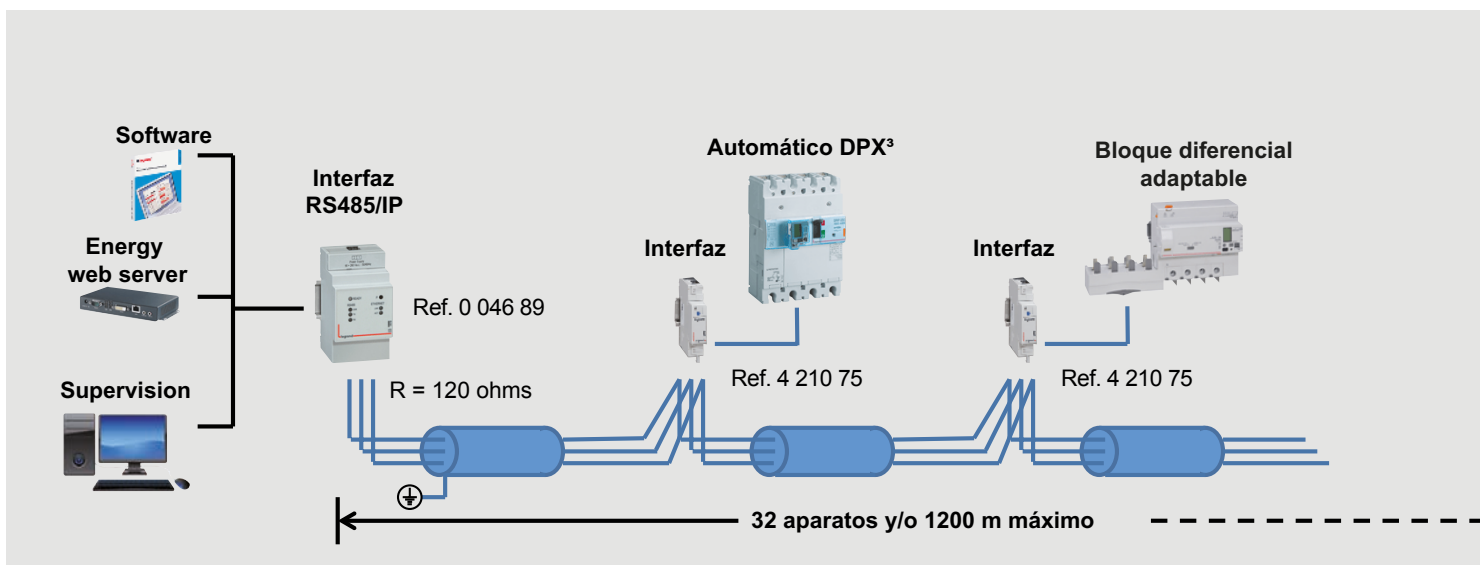 Software
Energy
web server
Supervision
Interfaz
RS485/IP
Ref. 0 046 89
R = 120 ohms
Interfaz
Automático DPX³
Ref. 4 210 75
Interfaz
Bloque diferencial
adaptable
Ref. 4 210 75
32 aparatos y/o 1200 m máximo